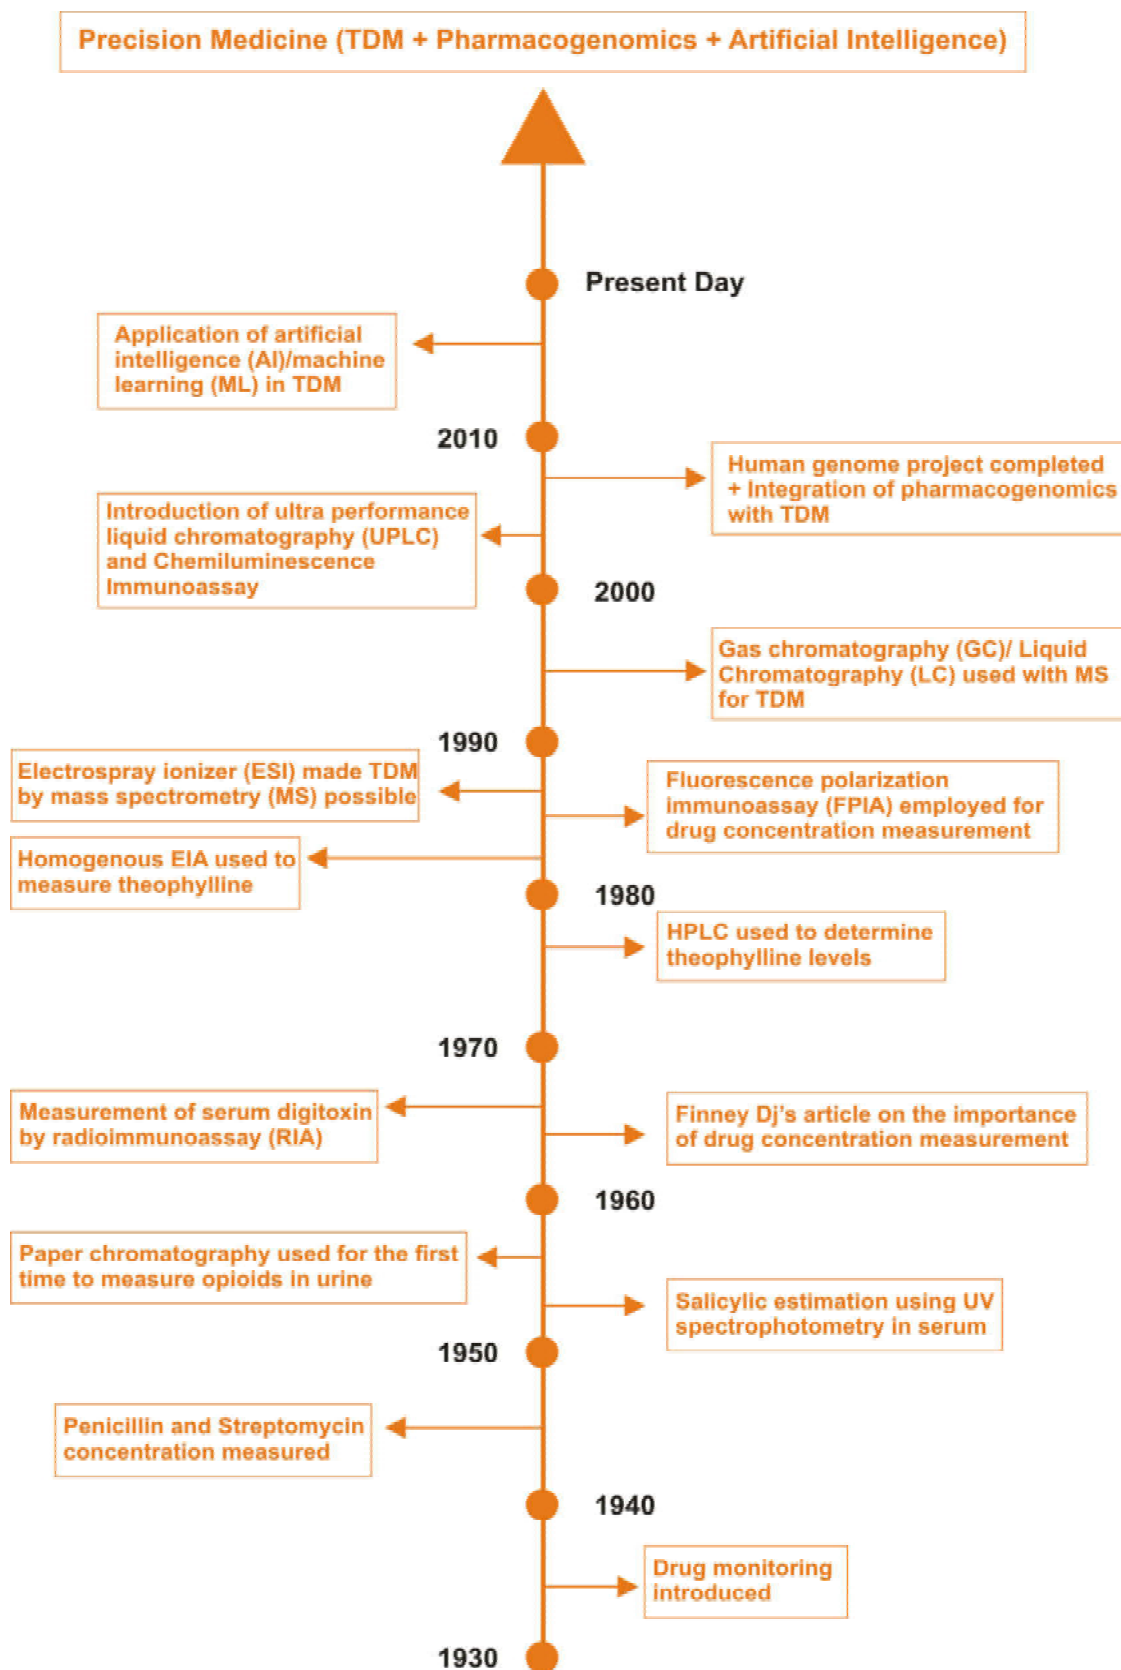 Precision Medicine (TDM + Pharmacogenomics + Artificial Intelligence)
Present Day
Application of artificial
intelligence (AI)/machine
learning (ML) in TDM
2010
Human genome project completed
+ Integration of pharmacogenomics
with TDM
Introduction of ultra performance
liquid chromatography (UPLC)
and Chemiluminescence
Immunoassay
2000
Gas chromatography (GC)/ Liquid
Chromatography (LC) used with MS
for TDM
1990
Electrospray ionizer (ESI) made TDM
by mass spectrometry (MS) possible
Fluorescence polarization
immunoassay (FPIA) employed for
drug concentration measurement
Homogenous EIA used to
measure theophylline
1980
HPLC used to determine
theophylline levels
1970
Measurement of serum digitoxin
by radioimmunoassay (RIA)
Finney Dj's article on the importance
of drug concentration measurement
1960
Paper chromatography used for the first
time to measure opioids in urine
Salicylic estimation using UV
spectrophotometry in serum
1950
Penicillin and Streptomycin
concentration measured
1940
Drug monitoring
introduced
1930